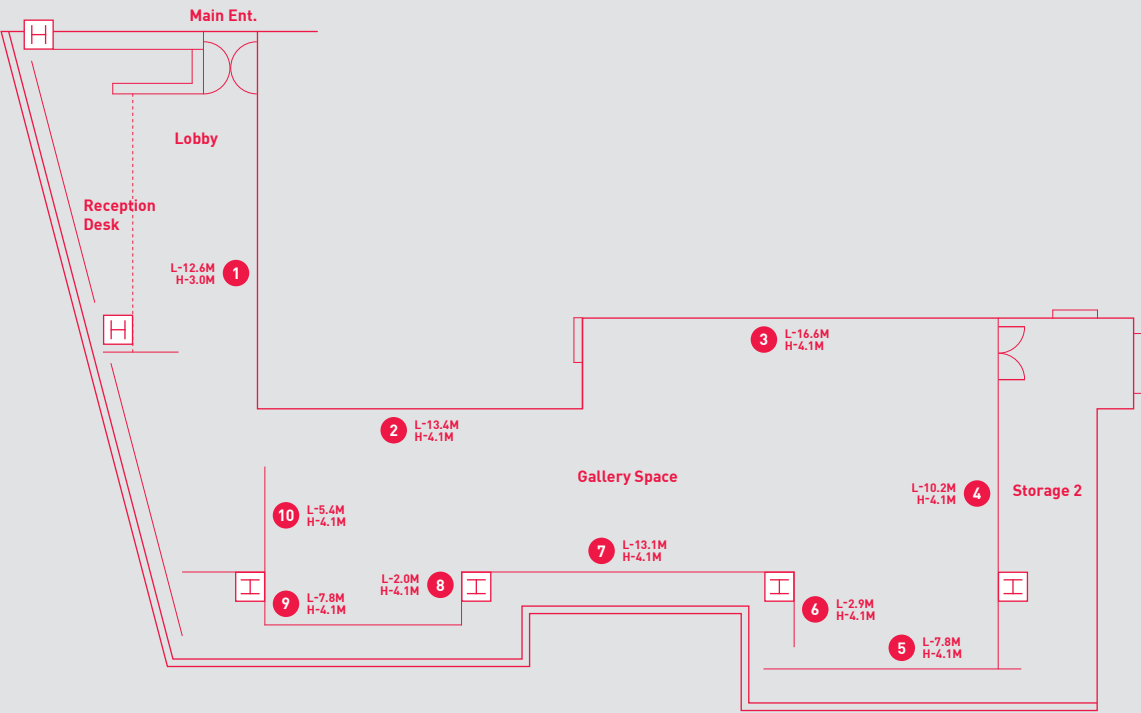 Main Ent.
Lobby
Reception
Desk
L-12.6M
H-3.0M
1
3
L-16.6M
H-4.1M
2
L-13.4M
H-4.1M
Gallery Space
L-10.2M
H-4.1M
4
Storage 2
10
L-5.4M
H-4.1M
7
L-13.1M
H-4.1M
L-2.0M
H-4.1M
8
9
L-7.8M
H-4.1M
6
L-2.9M
H-4.1M
5
L-7.8M
H-4.1M